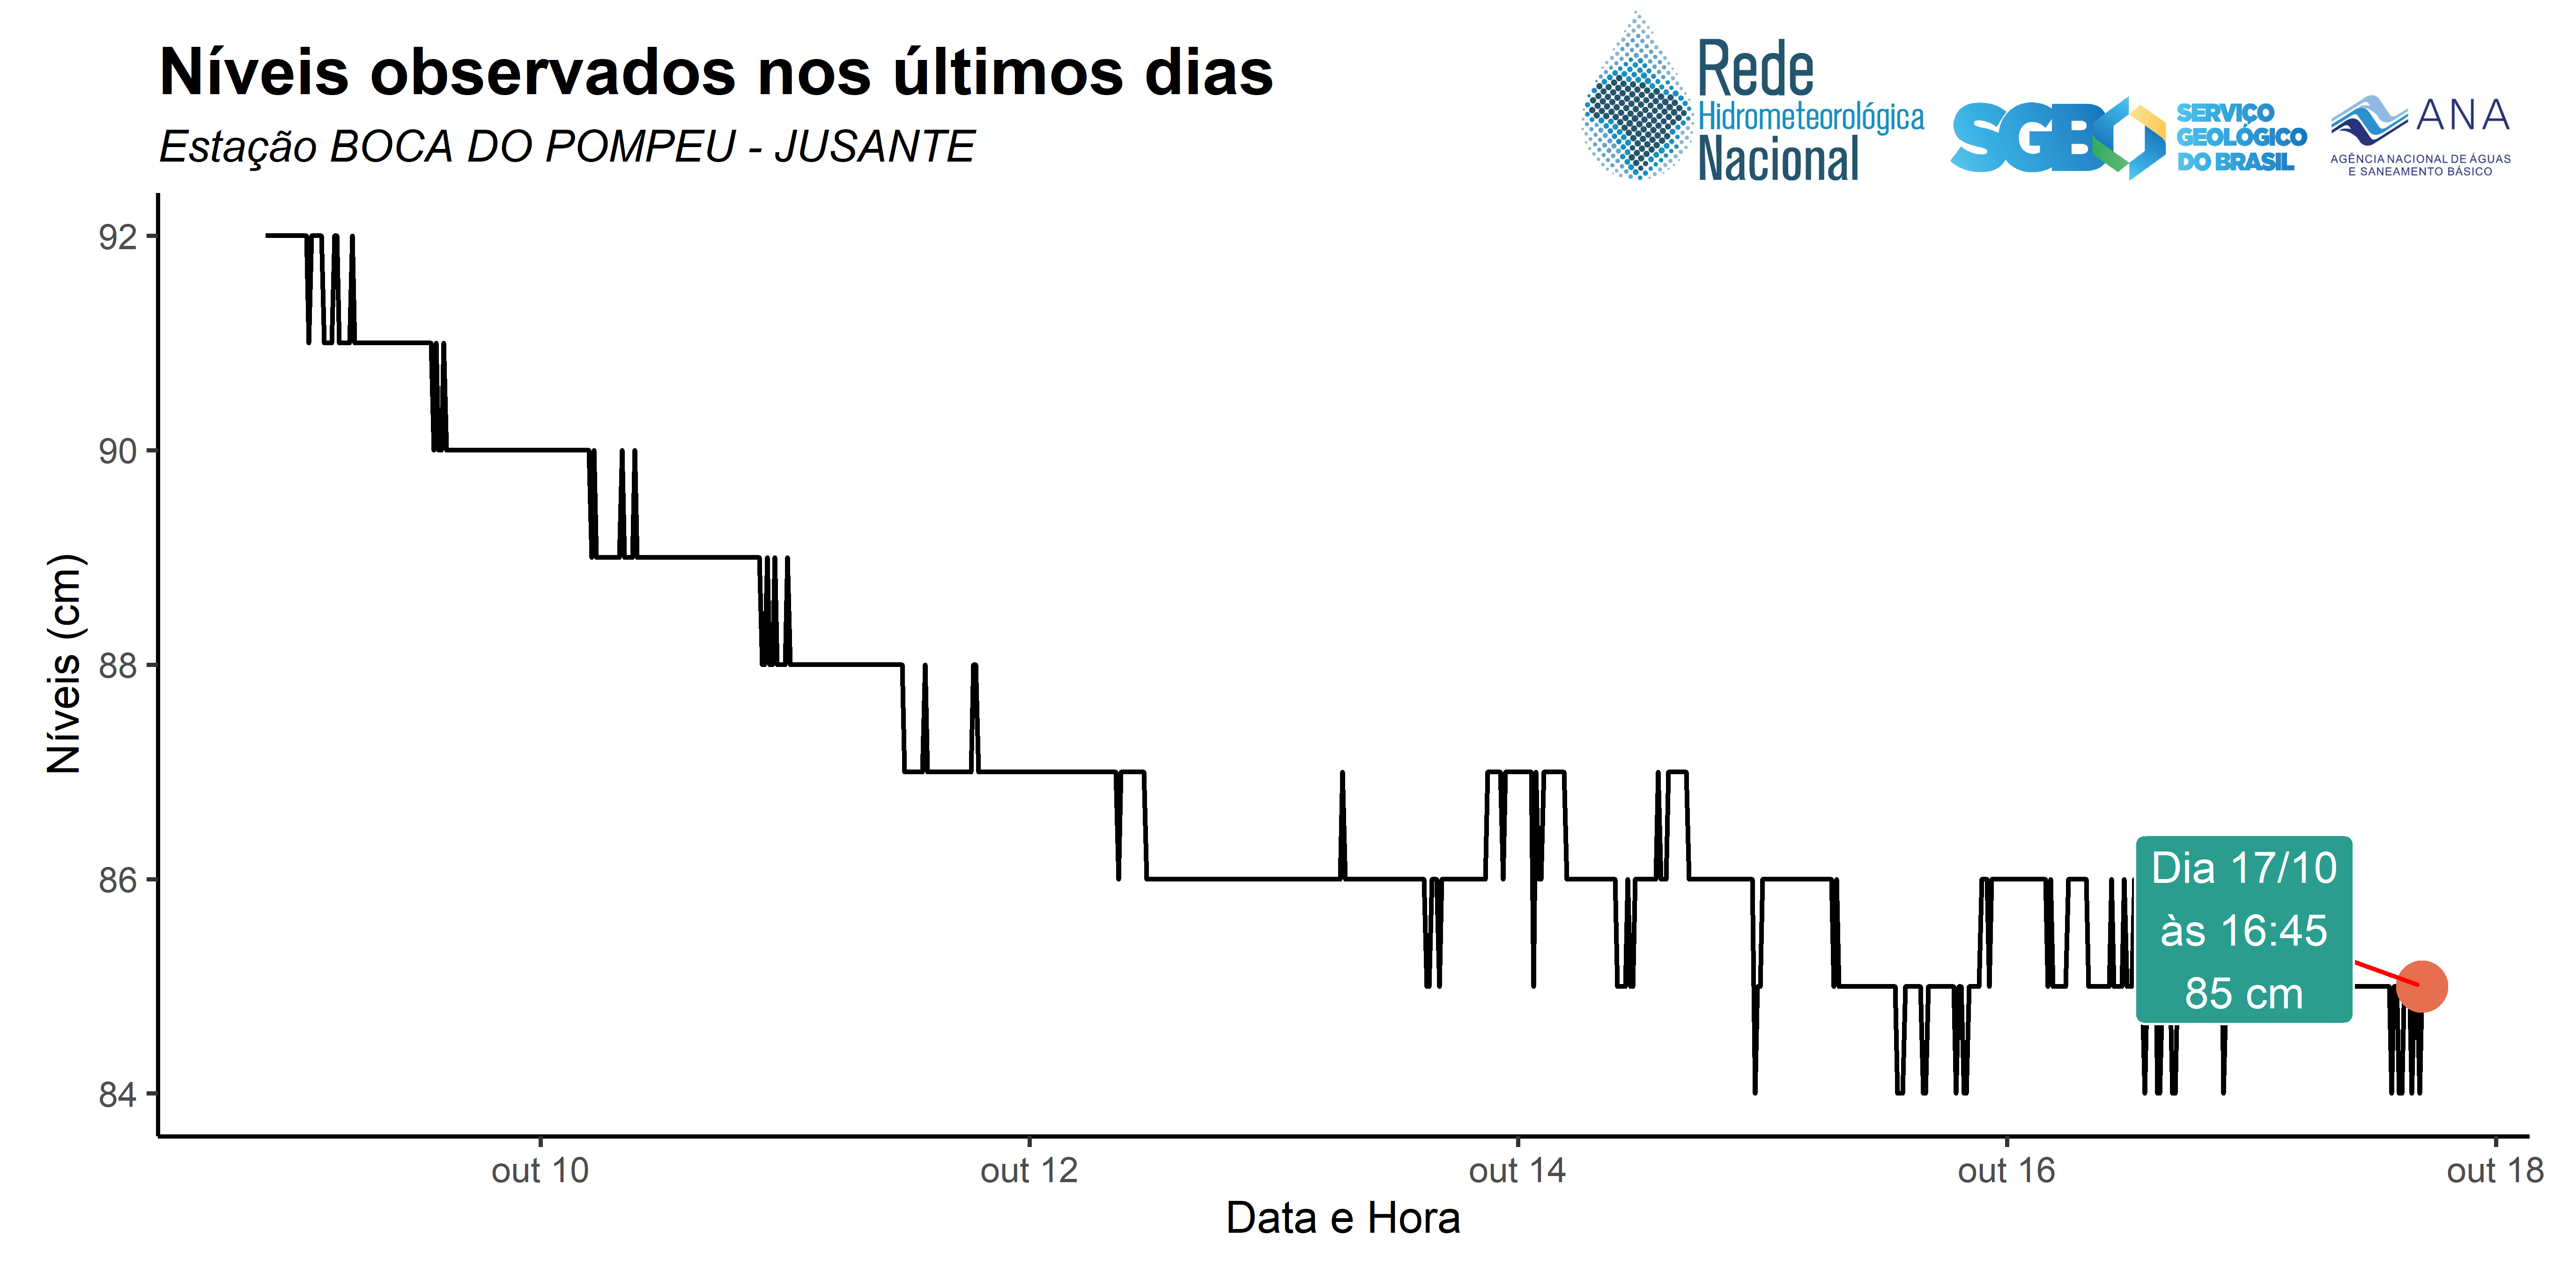 Níveis observados nos últimos dias
Estação BOCA DO POMPEU - JUSANTE
Rede
Hidrometeorológica
Nacional
SGB
SERVIÇO
GEOLÓGICO
DO BRASIL
ANA
AGÊNCIA NACIONAL DE ÁGUAS
E SANEAMENTO BÁSICO
Níveis (cm)
92
90
88
86
84
Dia 17/10
às 16:45
85 cm
out 10
out 12
out 14
out 16
out 18
Data e Hora